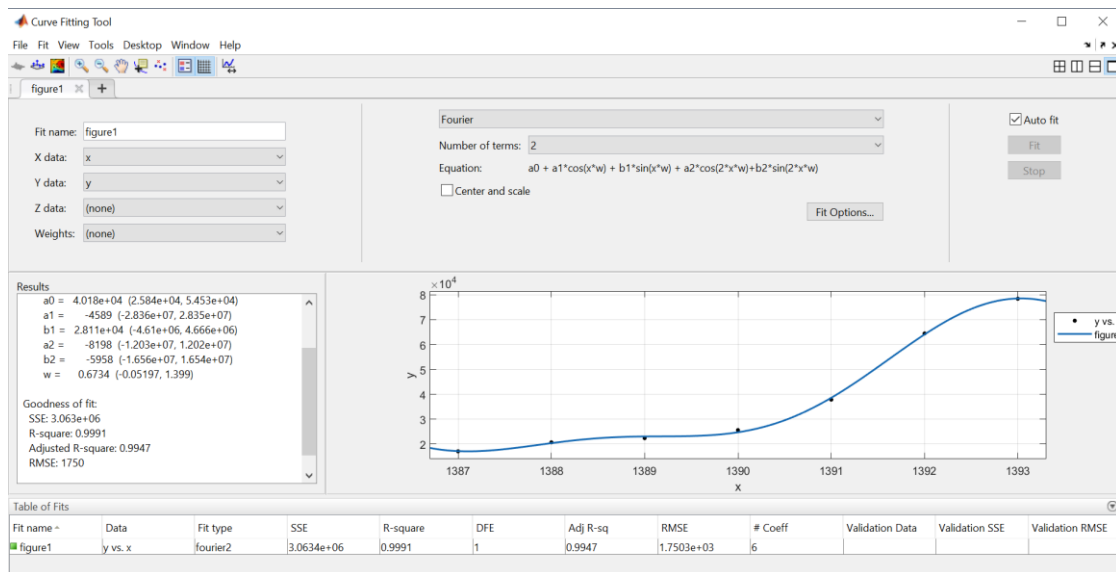 Curve Fitting Tool
File Fit View Tools Desktop Window Help
figure1
Fit name: figure1
X data: x
Y data: y
Z data: (none)
Weights: (none)
Fourier
Number of terms: 2
Equation: a0 + a1*cos(x*w) + b1*sin(x*w) + a2*cos(2*x*w)+b2*sin(2*x*w)
Center and scale
Fit Options...
Auto fit
Fit
Stop
Results
a0 = 4.018e+04 (2.584e+04, 5.453e+04)
a1 -4589 (-2.836e+07, 2.835e+07)
b1 = 2.811e+04 (-4.61e+06, 4.666e+06)
a2 = -8198 (-1.203e+07, 1.202e+07)
b2 = -5958 (-1.656e+07, 1.654e+07)
w = 0.6734 (-0.05197, 1.399)
Goodness of fit:
SSE: 3.063e+06
R-square: 0.9991
Adjusted R-square: 0.9947
RMSE: 1750
×10⁴
8
7
6
5
4
3
2
y
1387 1388 1389 1390 1391 1392 1393
x
y vs.
figure
Table of Fits
Fit name Data Fit type SSE R-square DFE Adj R-sq RMSE # Coeff Validation Data Validation SSE Validation RMSE
figure1 y vs. x fourier2 3.0634e+06 0.9991 1 0.9947 1.7503e+03 6